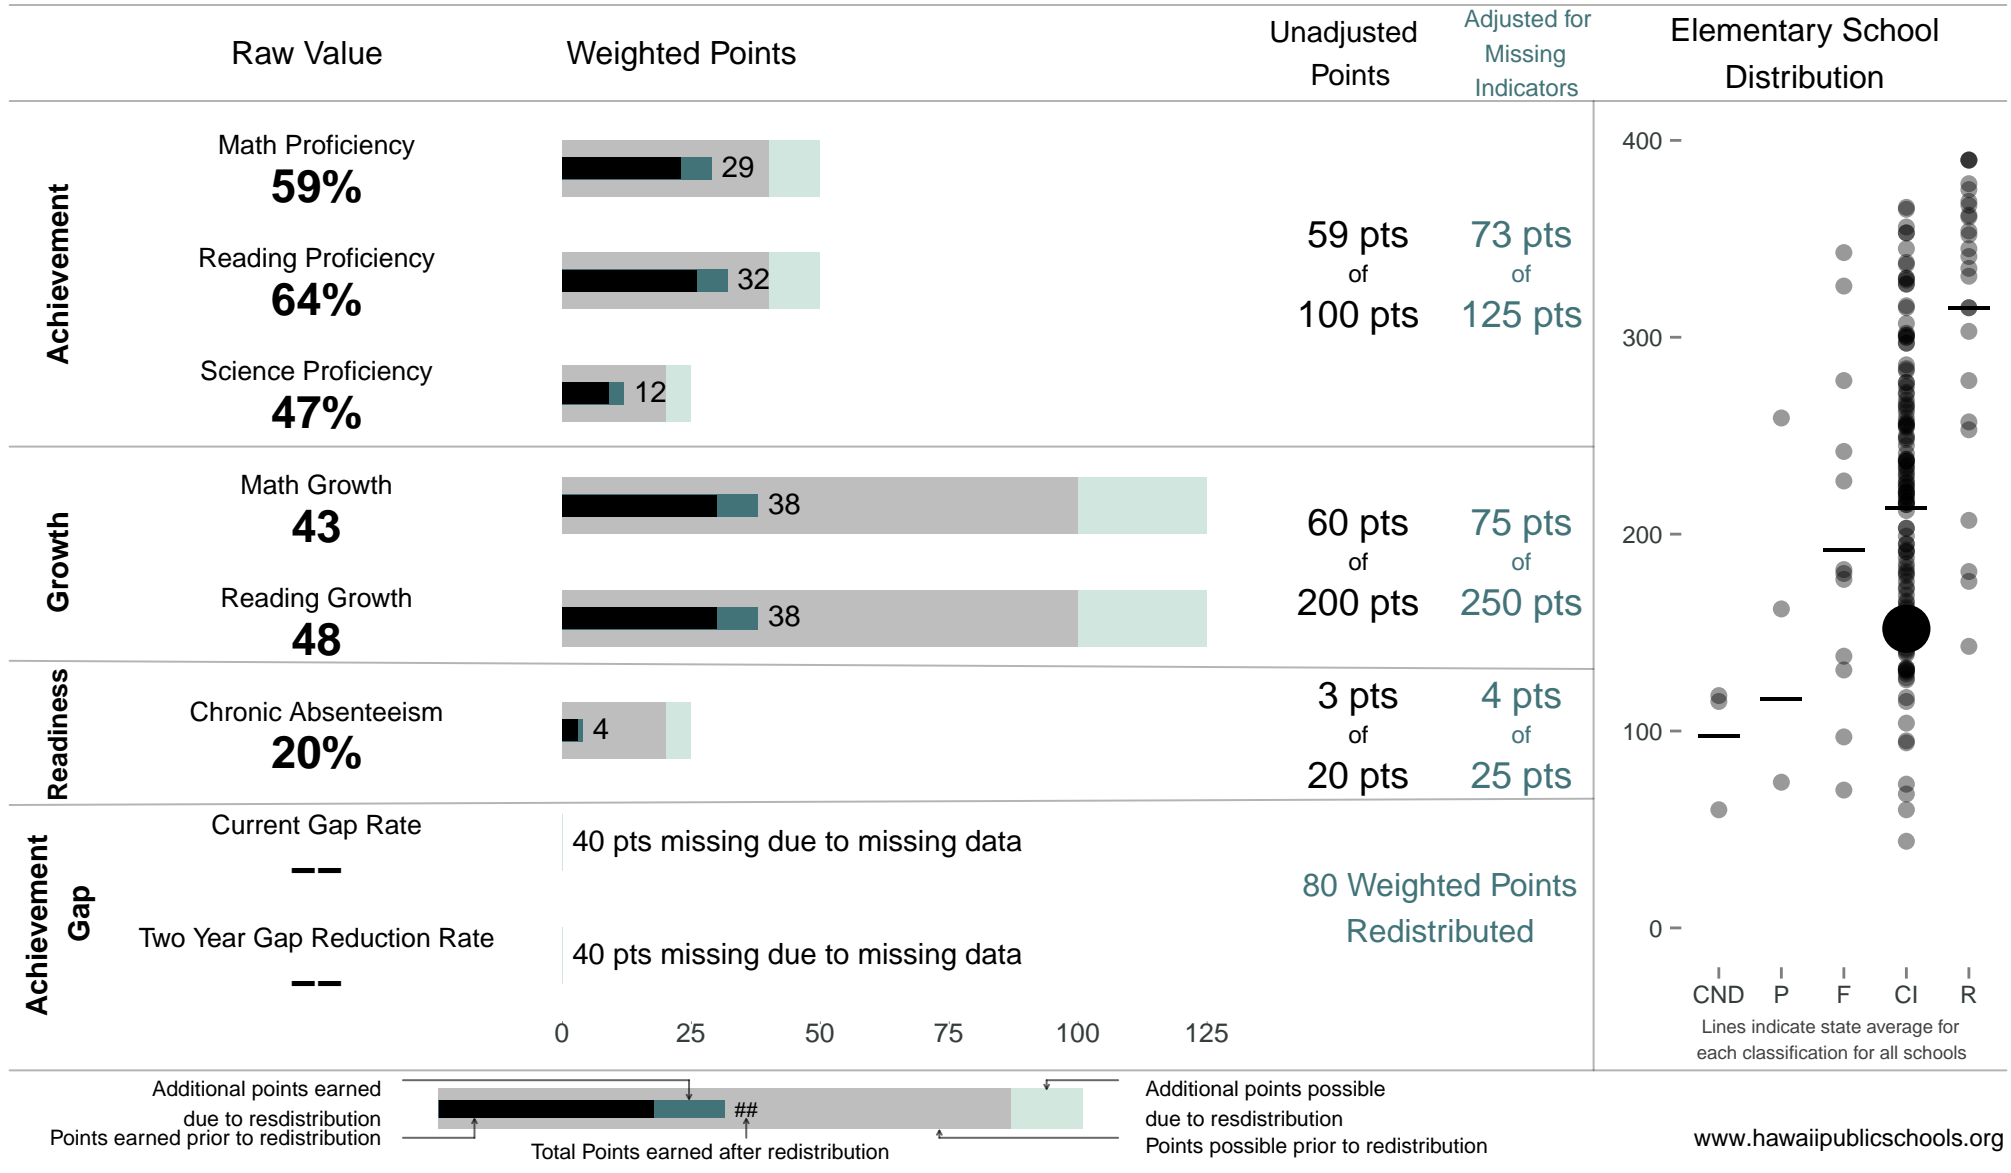 Raw Value
Weighted Points
Unadjusted
Points
Adjusted for
Missing
Indicators
Elementary School
Distribution
Achievement
Math Proficiency
59%
29
Reading Proficiency
64%
32
Science Proficiency
47%
12
59 pts
of
100 pts
73 pts
of
125 pts
Growth
Math Growth
43
38
Reading Growth
48
38
60 pts
of
200 pts
75 pts
of
250 pts
Readiness
Chronic Absenteeism
20%
4
3 pts
of
20 pts
4 pts
of
25 pts
Achievement
Gap
Current Gap Rate
--
40 pts missing due to missing data
Two Year Gap Reduction Rate
--
40 pts missing due to missing data
80 Weighted Points
Redistributed
0 25 50 75 100 125
400
300
200
100
0
CND P F CI R
Lines indicate state average for
each classification for all schools
Additional points earned
due to resdistribution
Points earned prior to redistribution
##
Total Points earned after redistribution
Additional points possible
due to resdistribution
Points possible prior to redistribution
www.hawaiipublicschools.org